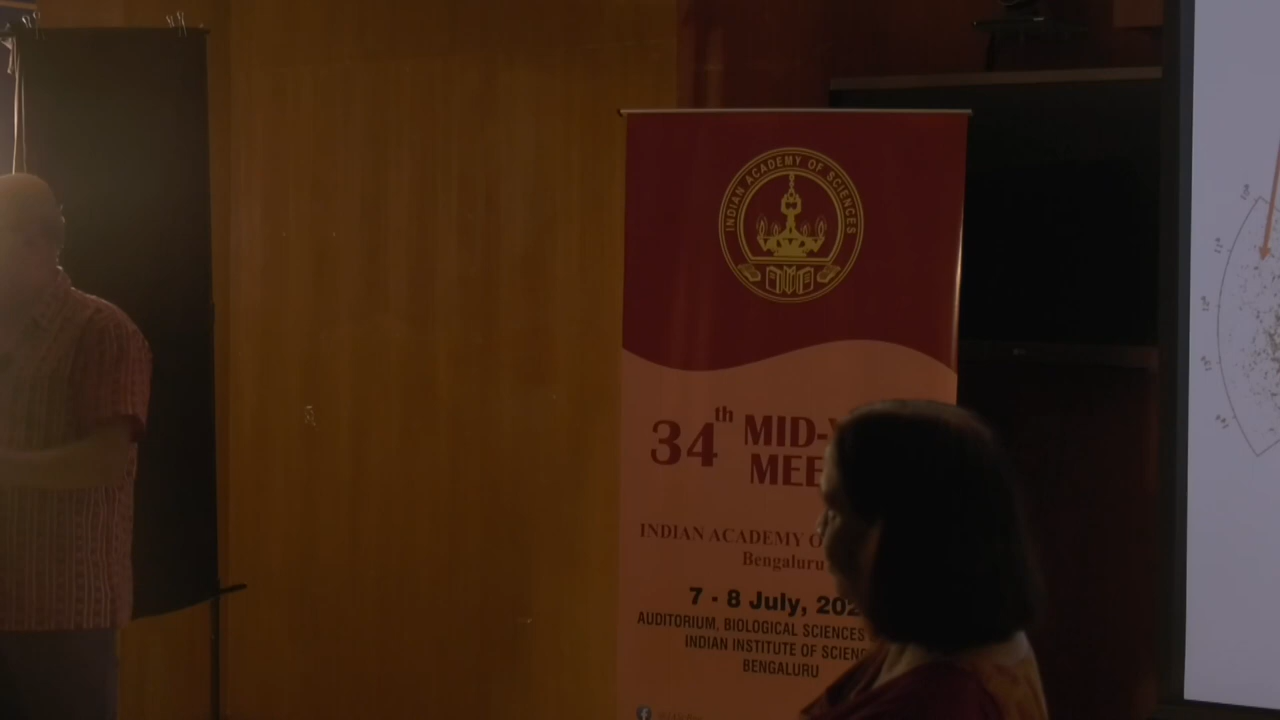 INDIAN ACADEMY OF SCIENCES
34th MID-
MEE
INDIAN ACADEMY O
Bengaluru
7 - 8 July, 202
AUDITORIUM, BIOLOGICAL SCIENCES
INDIAN INSTITUTE OF SCIENC
BENGALURU